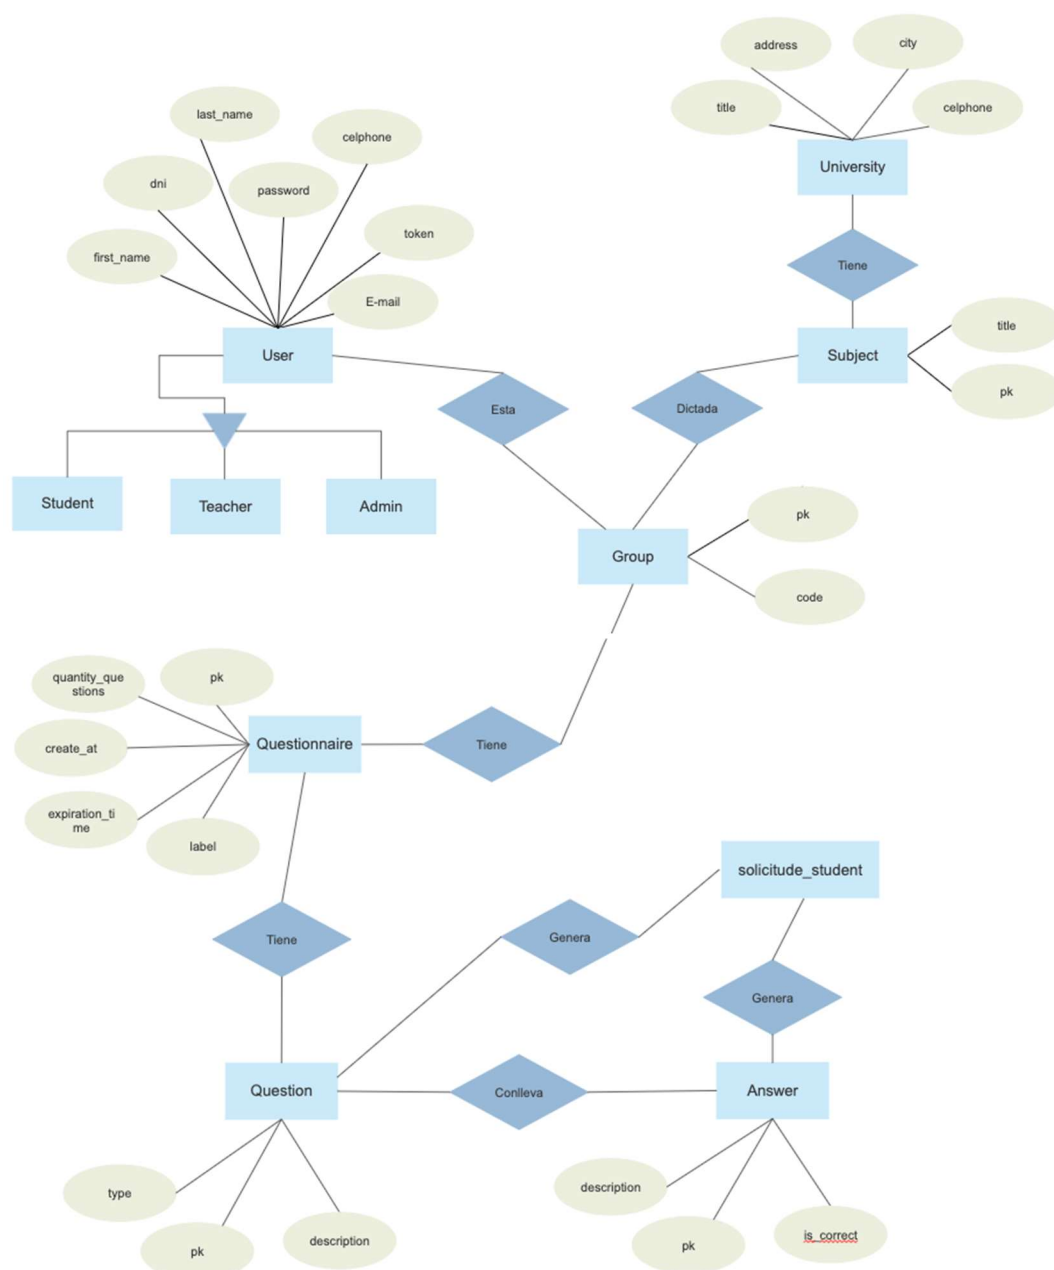 address
city
title
celphone
University
last_name
celphone
dni
password
token
first_name
E-mail
Tiene
User
Subject
title
pk
Esta
Dictada
Student
Teacher
Admin
Group
pk
code
quantity_que
stions
pk
create_at
Questionnaire
Tiene
expiration_ti
me
label
solicitude_student
Tiene
Genera
Genera
Question
Conlleva
Answer
type
pk
description
description
pk
is_correct